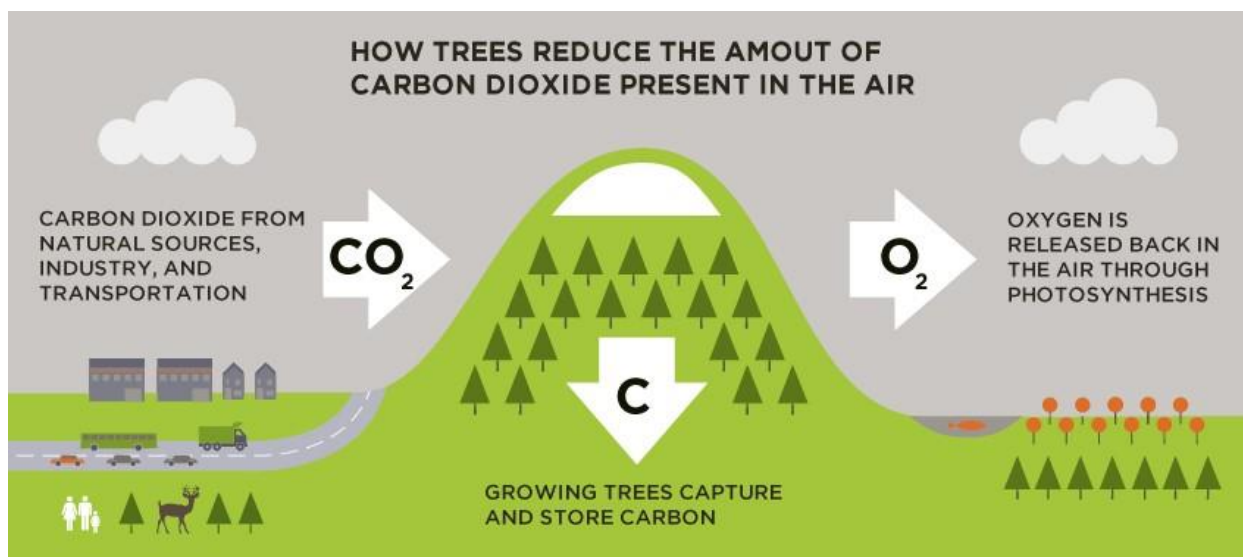 HOW TREES REDUCE THE AMOUT OF
CARBON DIOXIDE PRESENT IN THE AIR
CARBON DIOXIDE FROM
NATURAL SOURCES,
INDUSTRY, AND
TRANSPORTATION
CO₂
C
GROWING TREES CAPTURE
AND STORE CARBON
O₂
OXYGEN IS
RELEASED BACK IN
THE AIR THROUGH
PHOTOSYNTHESIS